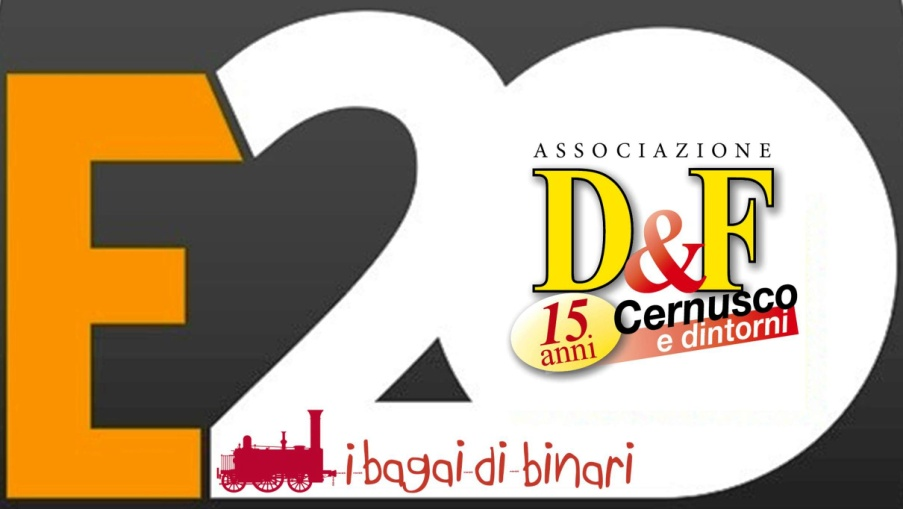 E20
ASSOCIAZIONE
D&F
15 anni
Cernusco
e dintorni
i bagai-di-binari